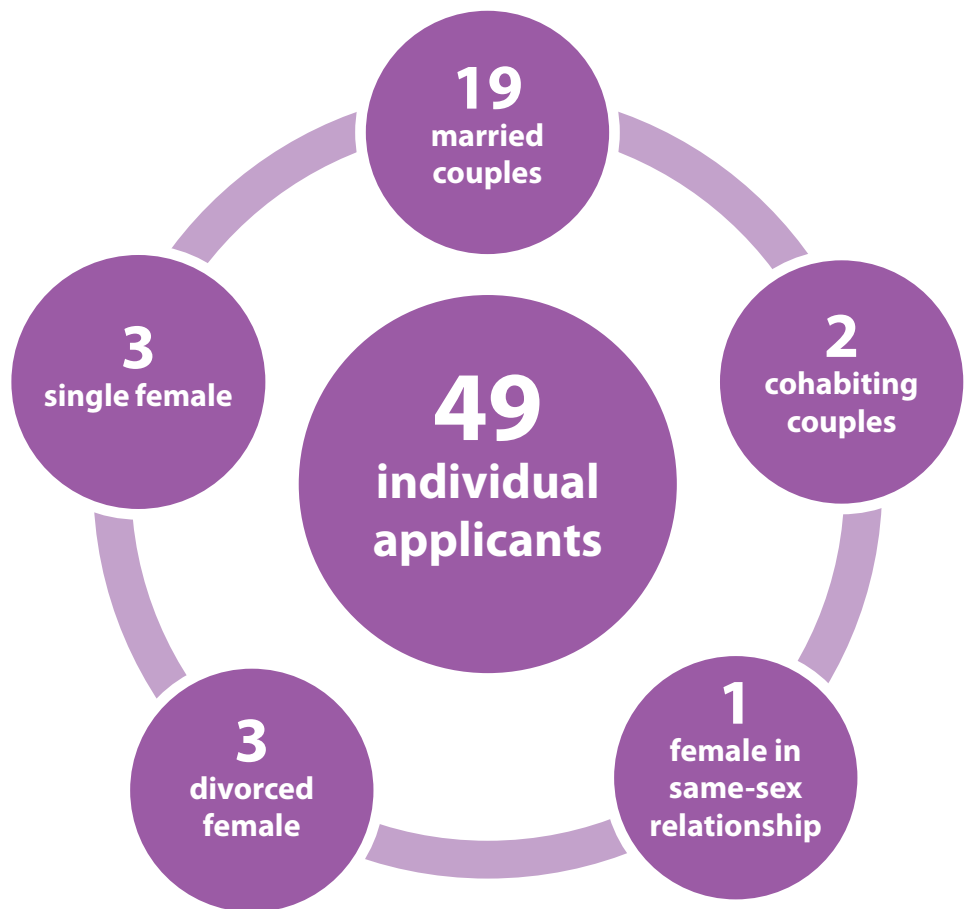 19
married
couples
2
cohabiting
couples
1
female in
same-sex
relationship
3
divorced
female
3
single female
49
individual
applicants